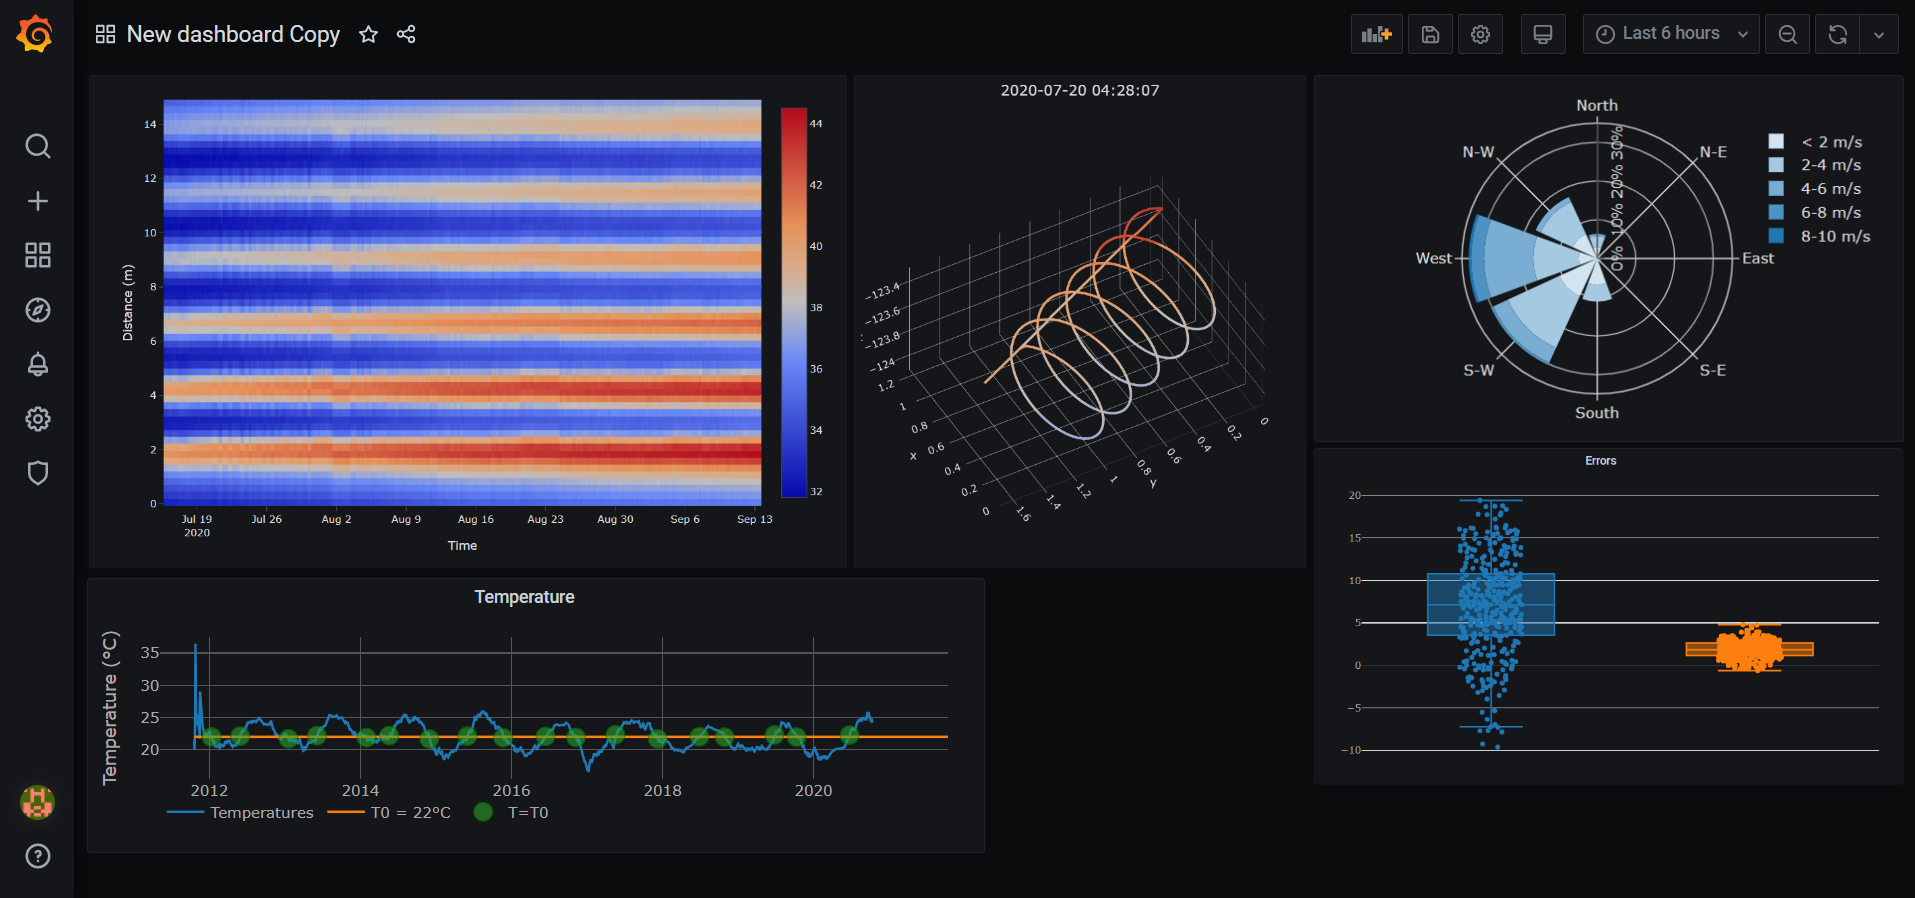 New dashboard Copy
Last 6 hours
14
12
10
8
6
4
2
0
Distance (m)
Jul 19
2020
Jul 26
Aug 2
Aug 9
Aug 16
Aug 23
Aug 30
Sep 6
Sep 13
Time
44
42
40
38
36
34
32
2020-07-20 04:28:07
−123.4
−123.6
−123.8
−124
1.2
1
0.8
0.6
0.4
0.2
0
x
1.6
1.4
1.2
1
0.8
0.6
0.4
0.2
0
y
North
N-W
N-E
West
East
S-W
S-E
South
0% 10% 20% 30%
< 2 m/s
2-4 m/s
4-6 m/s
6-8 m/s
8-10 m/s
Errors
20
15
10
5
0
−5
−10
Temperature
Temperature (°C)
35
30
25
20
2012
2014
2016
2018
2020
Temperatures
T0 = 22°C
T=T0